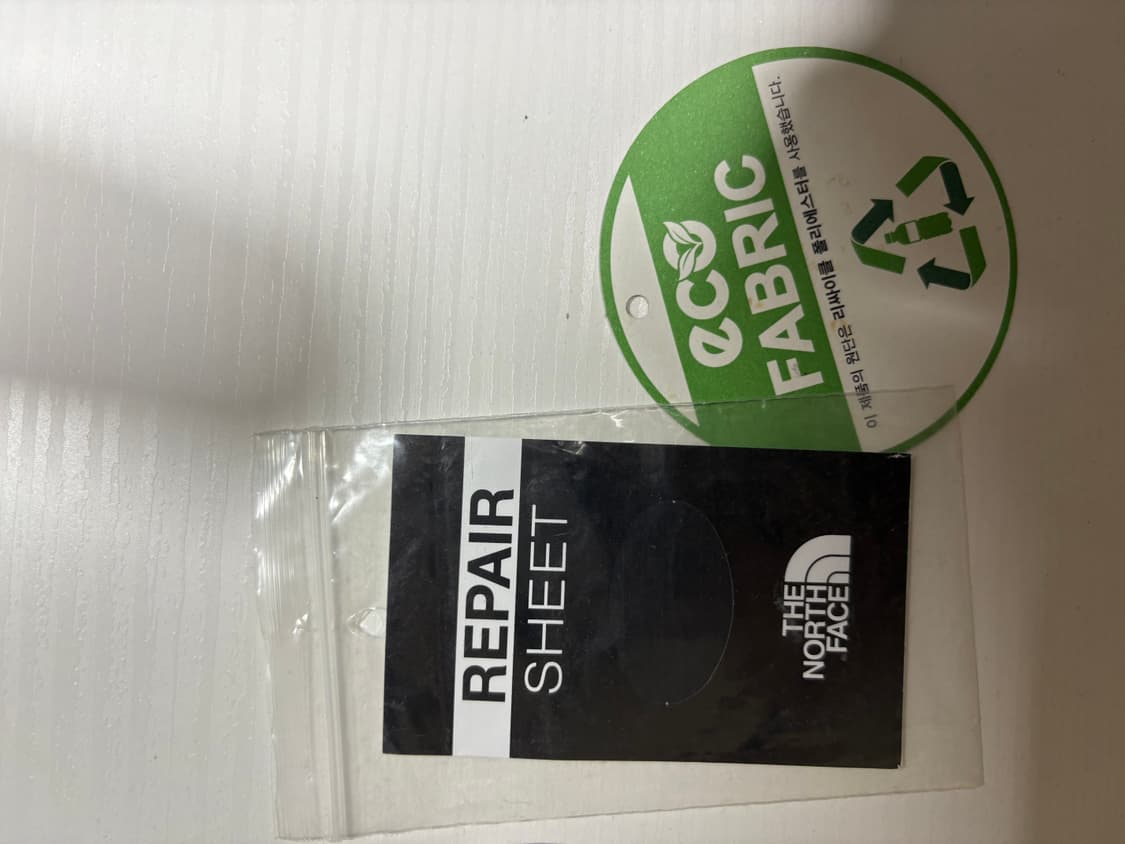 eco
FABRIC
이 제품의 원단은 리싸이클 폴리에스터를 사용했습니다.
REPAIR
SHEET
THE
NORTH
FACE